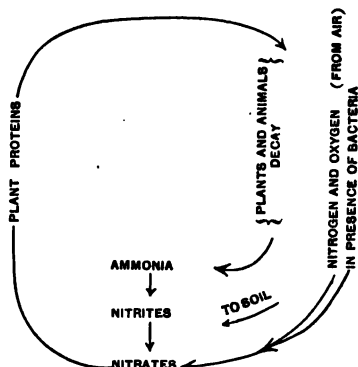 PLANT PROTEINS
PLANTS AND ANIMALS
DECAY
NITROGEN AND OXYGEN (FROM AIR)
IN PRESENCE OF BACTERIA
AMMONIA
NITRITES
TO SOIL
NITRATES